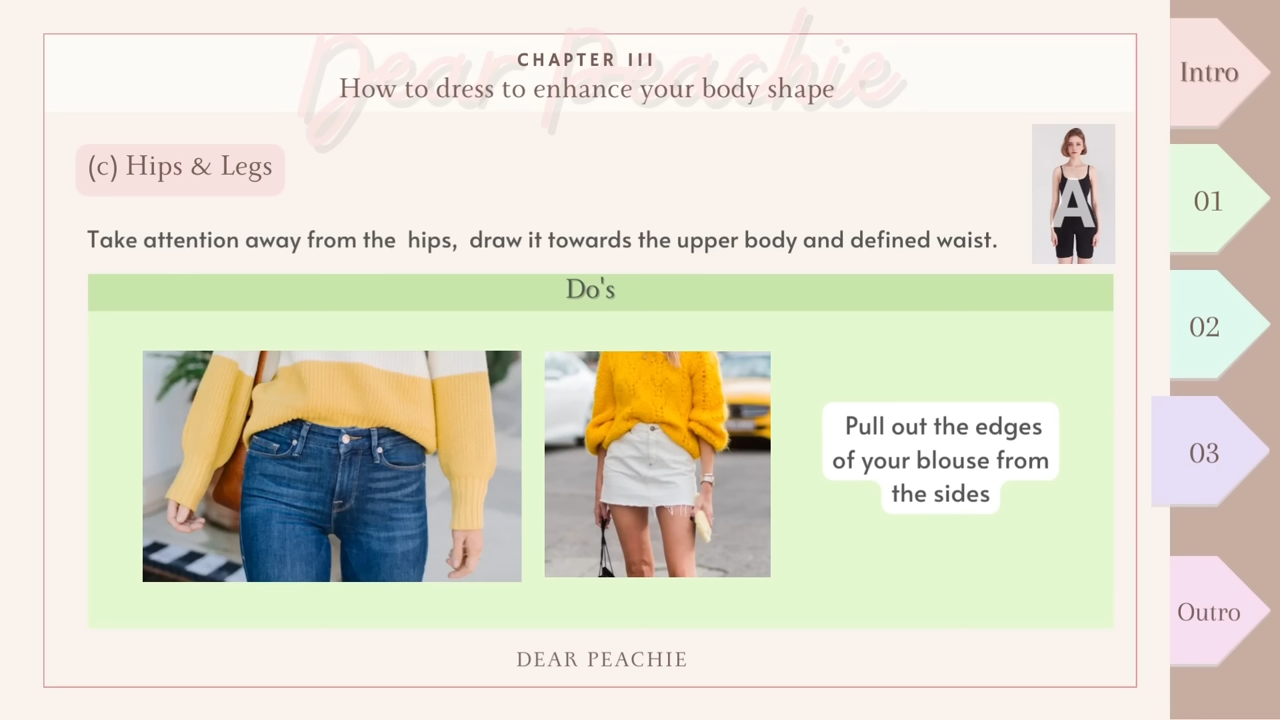 Dear Peachie
CHAPTER III
How to dress to enhance your body shape
(c) Hips & Legs
A
Take attention away from the hips, draw it towards the upper body and defined waist.
Do's
Pull out the edges
of your blouse from
the sides
DEAR PEACHIE
Intro
01
02
03
Outro